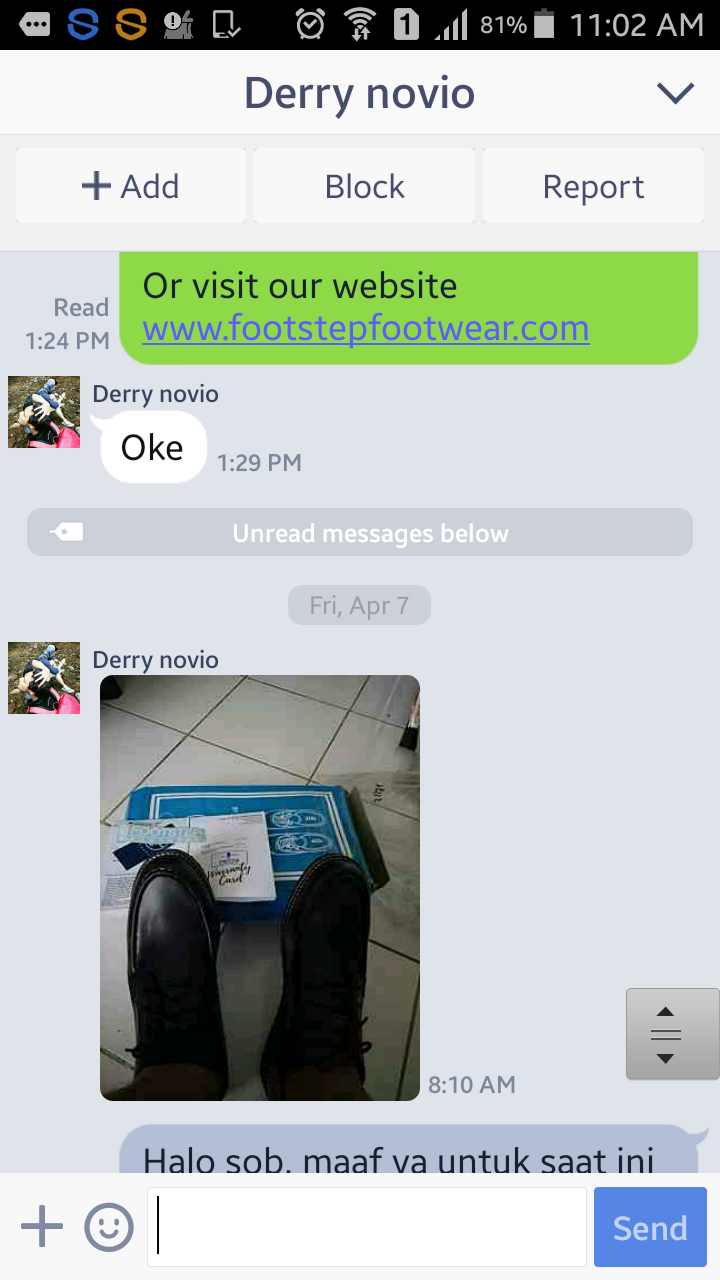 81% 11:02 AM
Derry novio
+ Add Block Report
Or visit our website
Read
1:24 PM
www.footstepfootwear.com
Derry novio
Oke
1:29 PM
Unread messages below
Fri, Apr 7
Derry novio
Warranty
Card
8:10 AM
Halo sob, maaf ya untuk saat ini
Send